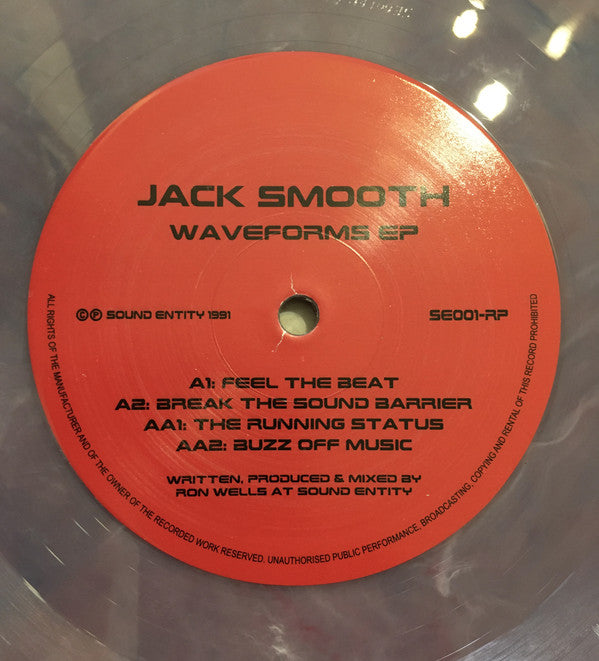 JACK SMOOTH
WAVEFORMS EP
© ℗ SOUND ENTITY 1991
SE001-RP
A1: FEEL THE BEAT
A2: BREAK THE SOUND BARRIER
AA1: THE RUNNING STATUS
AA2: BUZZ OFF MUSIC
WRITTEN, PRODUCED & MIXED BY
RON WELLS AT SOUND ENTITY
ALL RIGHTS OF THE MANUFACTURER AND OF THE OWNER OF THE RECORDED WORK RESERVED. UNAUTHORISED PUBLIC PERFORMANCE, BROADCASTING, COPYING AND RENTAL OF THIS RECORD PROHIBITED